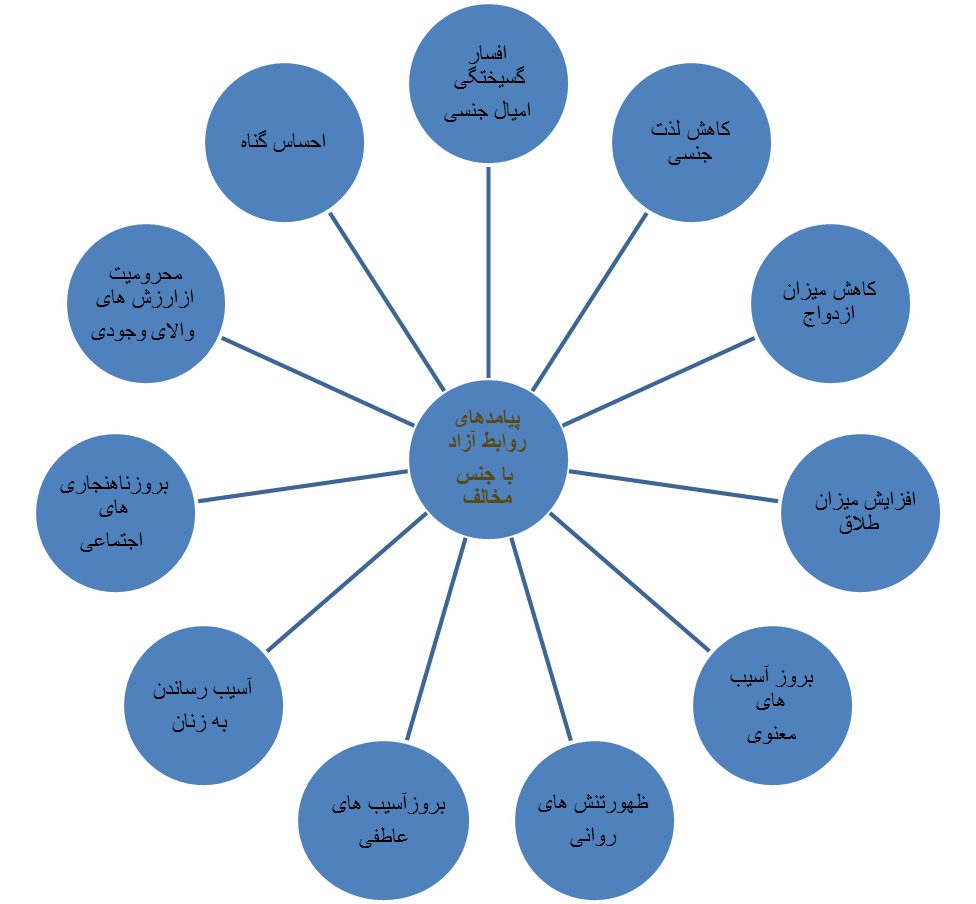 افسار
گسیختگی
امیال جنسی
کاهش لذت
جنسی
کاهش میزان
ازدواج
افزایش میزان
طلاق
بروز آسیب
های
معنوی
ظهورتنش های
روانی
بروزآسیب های
عاطفی
آسیب رساندن
به زنان
بروزناهنجاری
های
اجتماعی
محرومیت
ازارزش های
والای وجودی
احساس گناه
پیامدهای
روابط آزاد
با جنس
مخالف